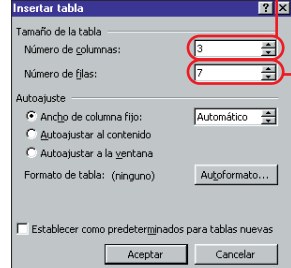 Insertar tabla
Tamaño de la tabla
Número de columnas: 3
Número de filas: 7
Autoajuste
Ancho de columna fijo: Automático
Autoajustar al contenido
Autoajustar a la ventana
Formato de tabla: (ninguno) Autoformato...
Establecer como predeterminados para tablas nuevas
Aceptar Cancelar